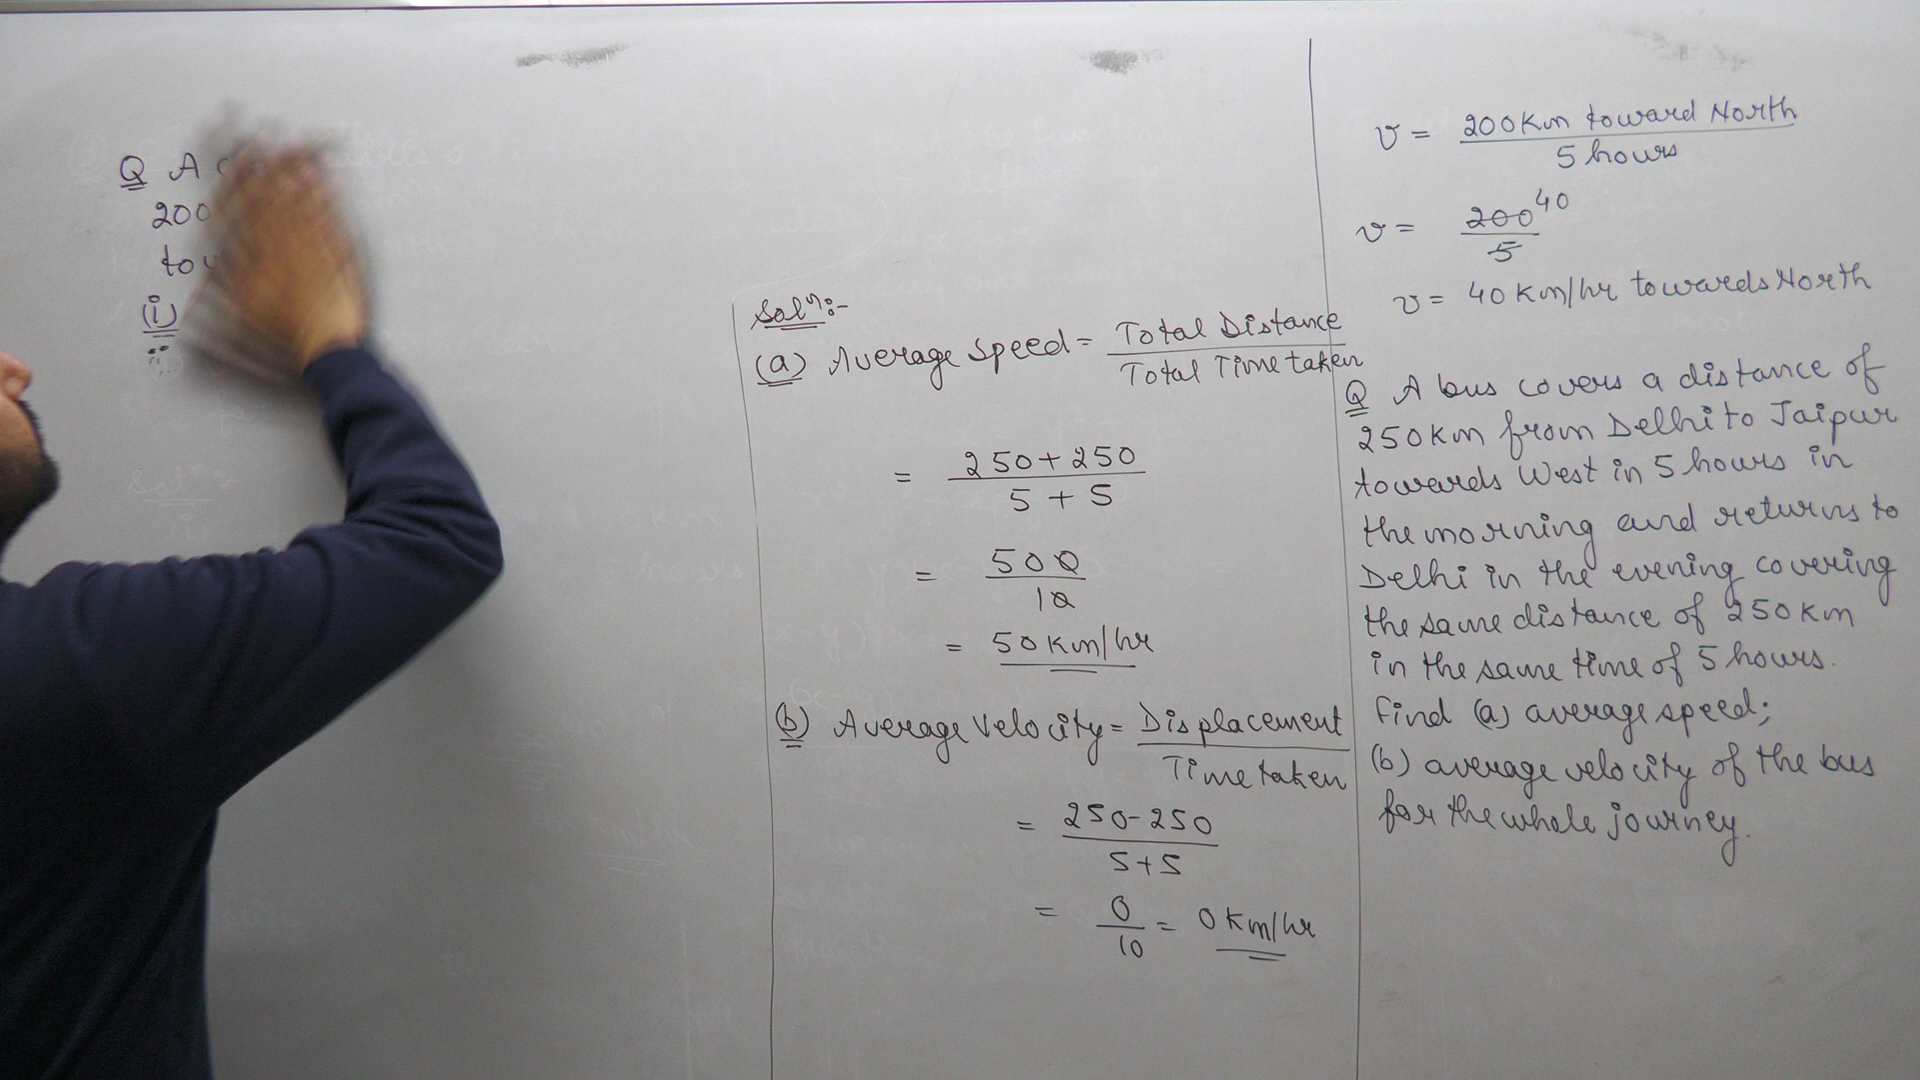 Q A
200
tov
(i)
Solⁿ:-
(a) Average Speed = Total Distance / Total Time taken
= 250+250 / 5+5
= 500 / 10
= 50 Km/hr
(b) Average Velocity = Displacement / Time taken
= 250-250 / 5+5
= 0 / 10 = 0 Km/hr
v = 200 Km toward North / 5 hours
v = 200 40 / 5
v = 40 Km/hr towards North
Q A bus covers a distance of
250 Km from Delhi to Jaipur
towards West in 5 hours in
the morning and returns to
Delhi in the evening covering
the same distance of 250 Km
in the same time of 5 hours.
Find (a) average speed;
(b) average velocity of the bus
for the whole journey.